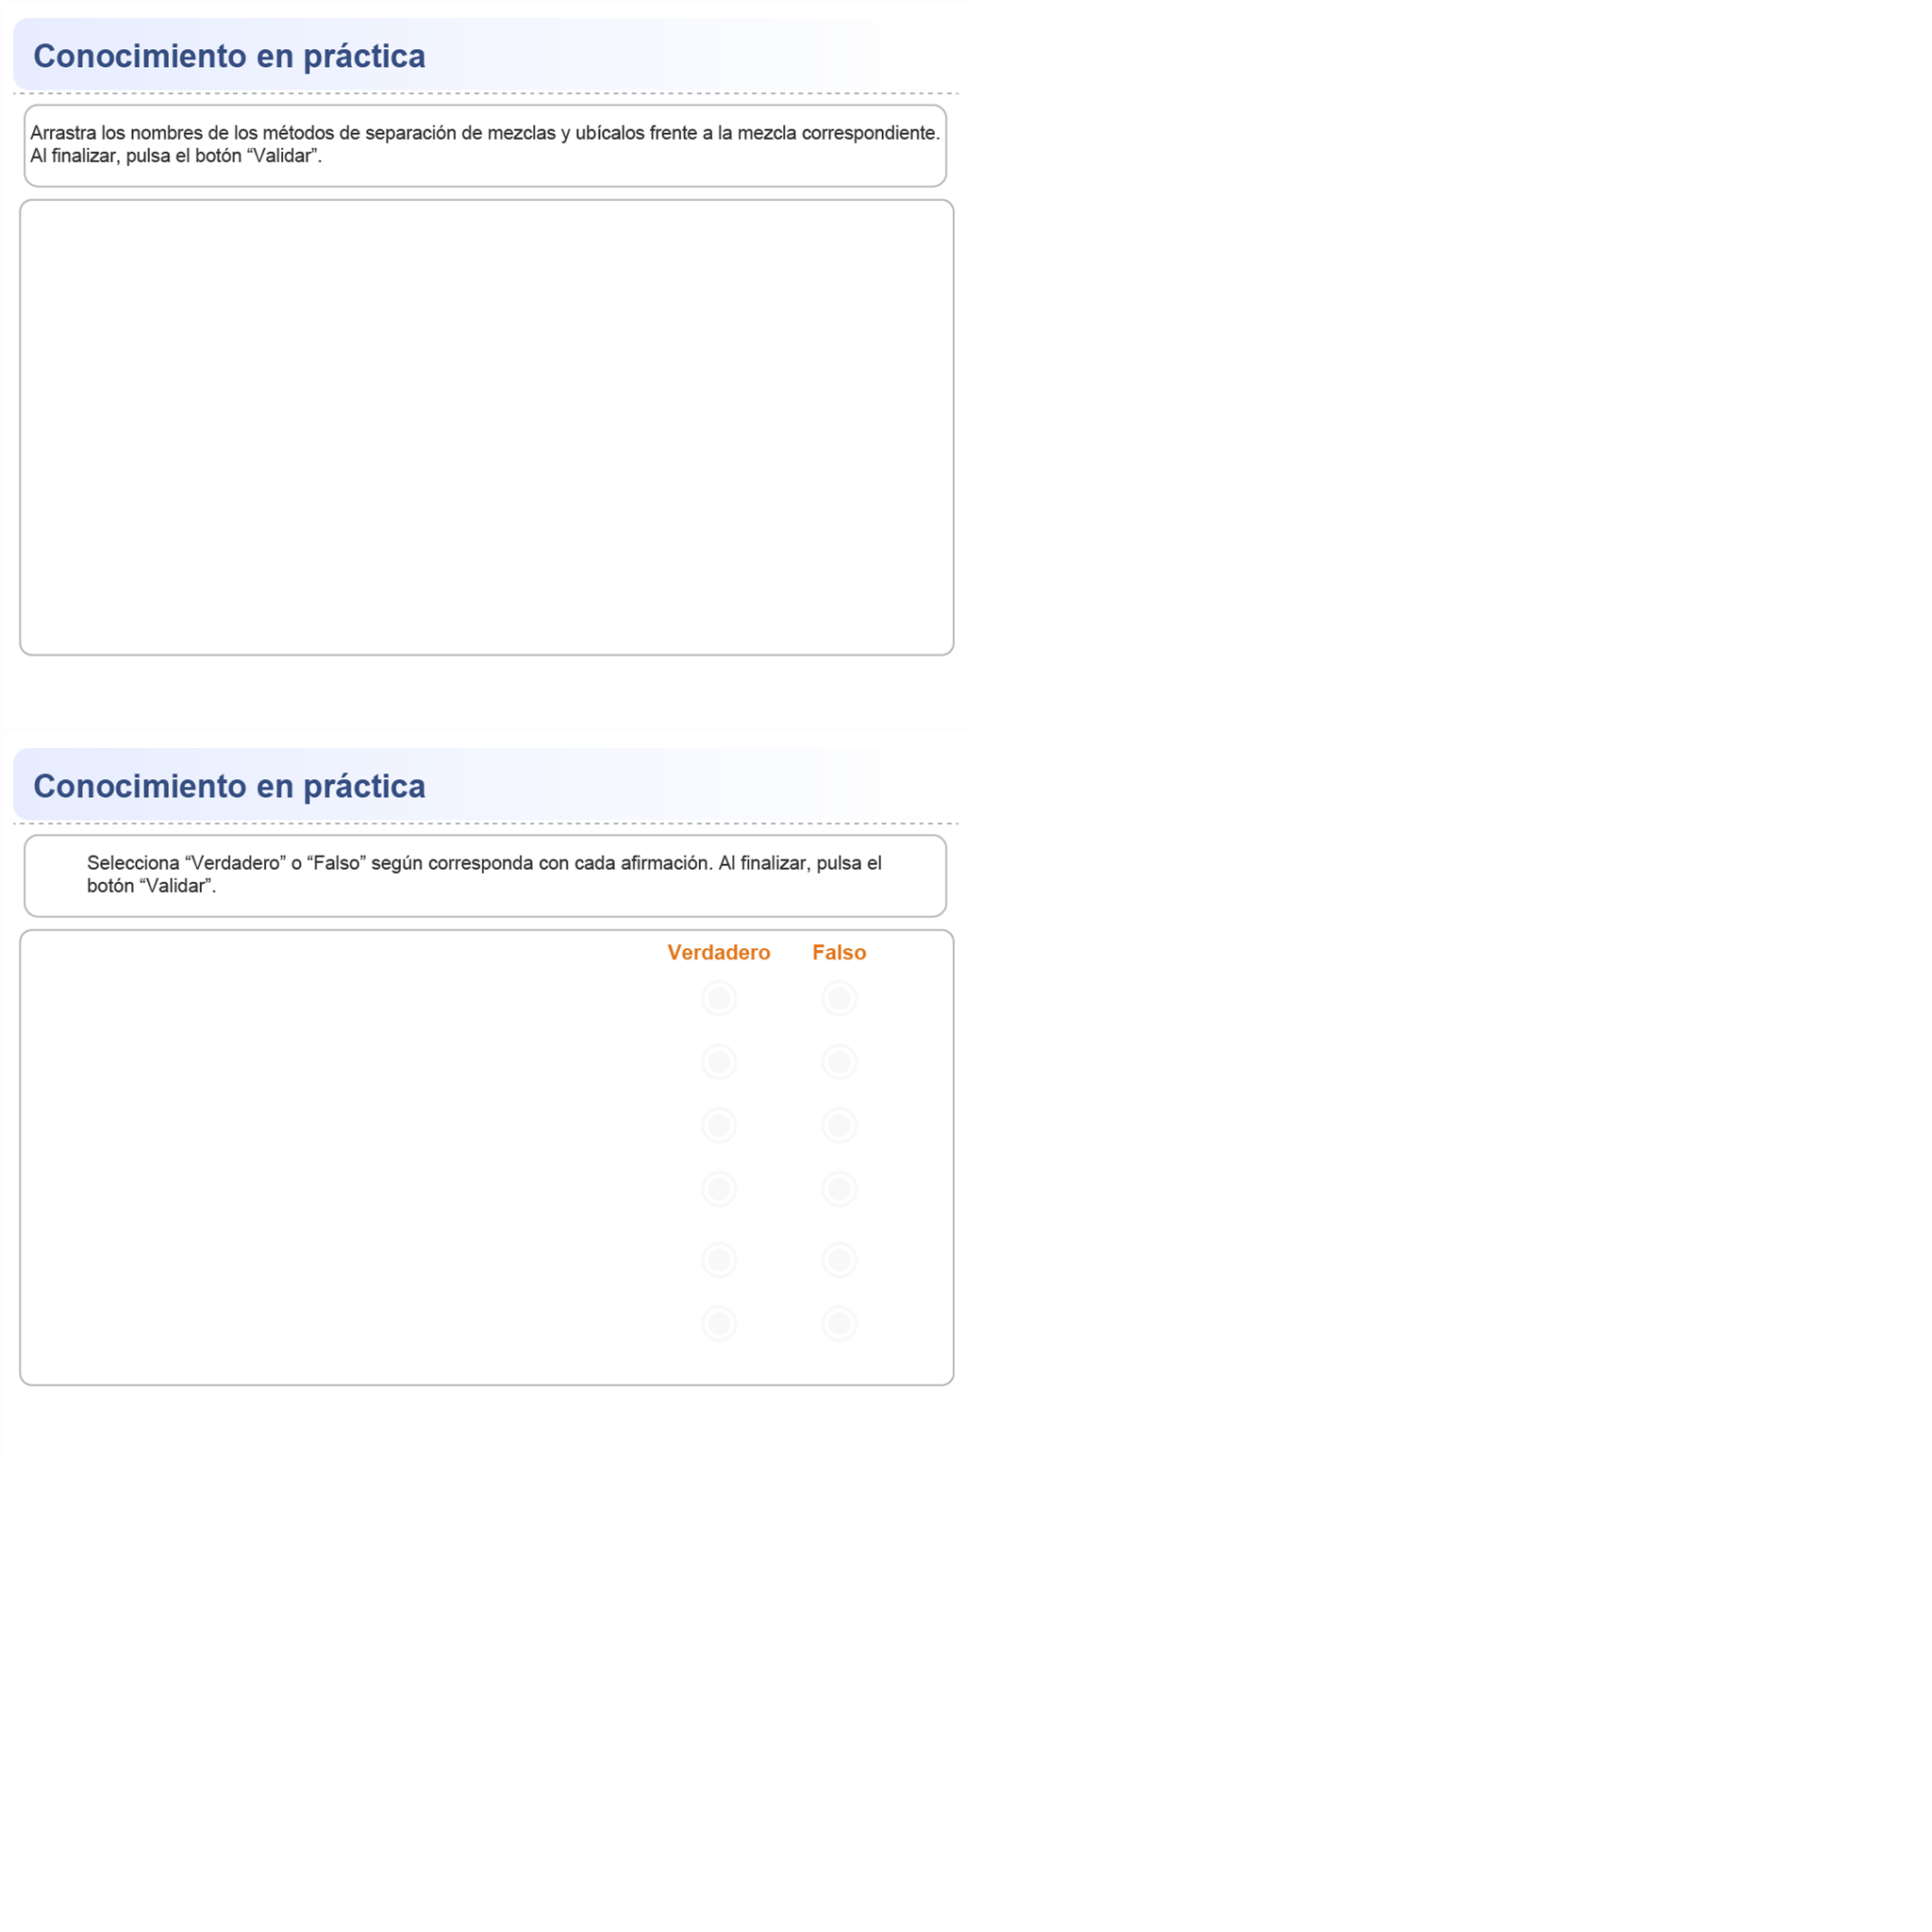 Conocimiento en práctica
Arrastra los nombres de los métodos de separación de mezclas y ubícalos frente a la mezcla correspondiente.
Al finalizar, pulsa el botón “Validar”.
Conocimiento en práctica
Selecciona “Verdadero” o “Falso” según corresponda con cada afirmación. Al finalizar, pulsa el
botón “Validar”.
Verdadero Falso